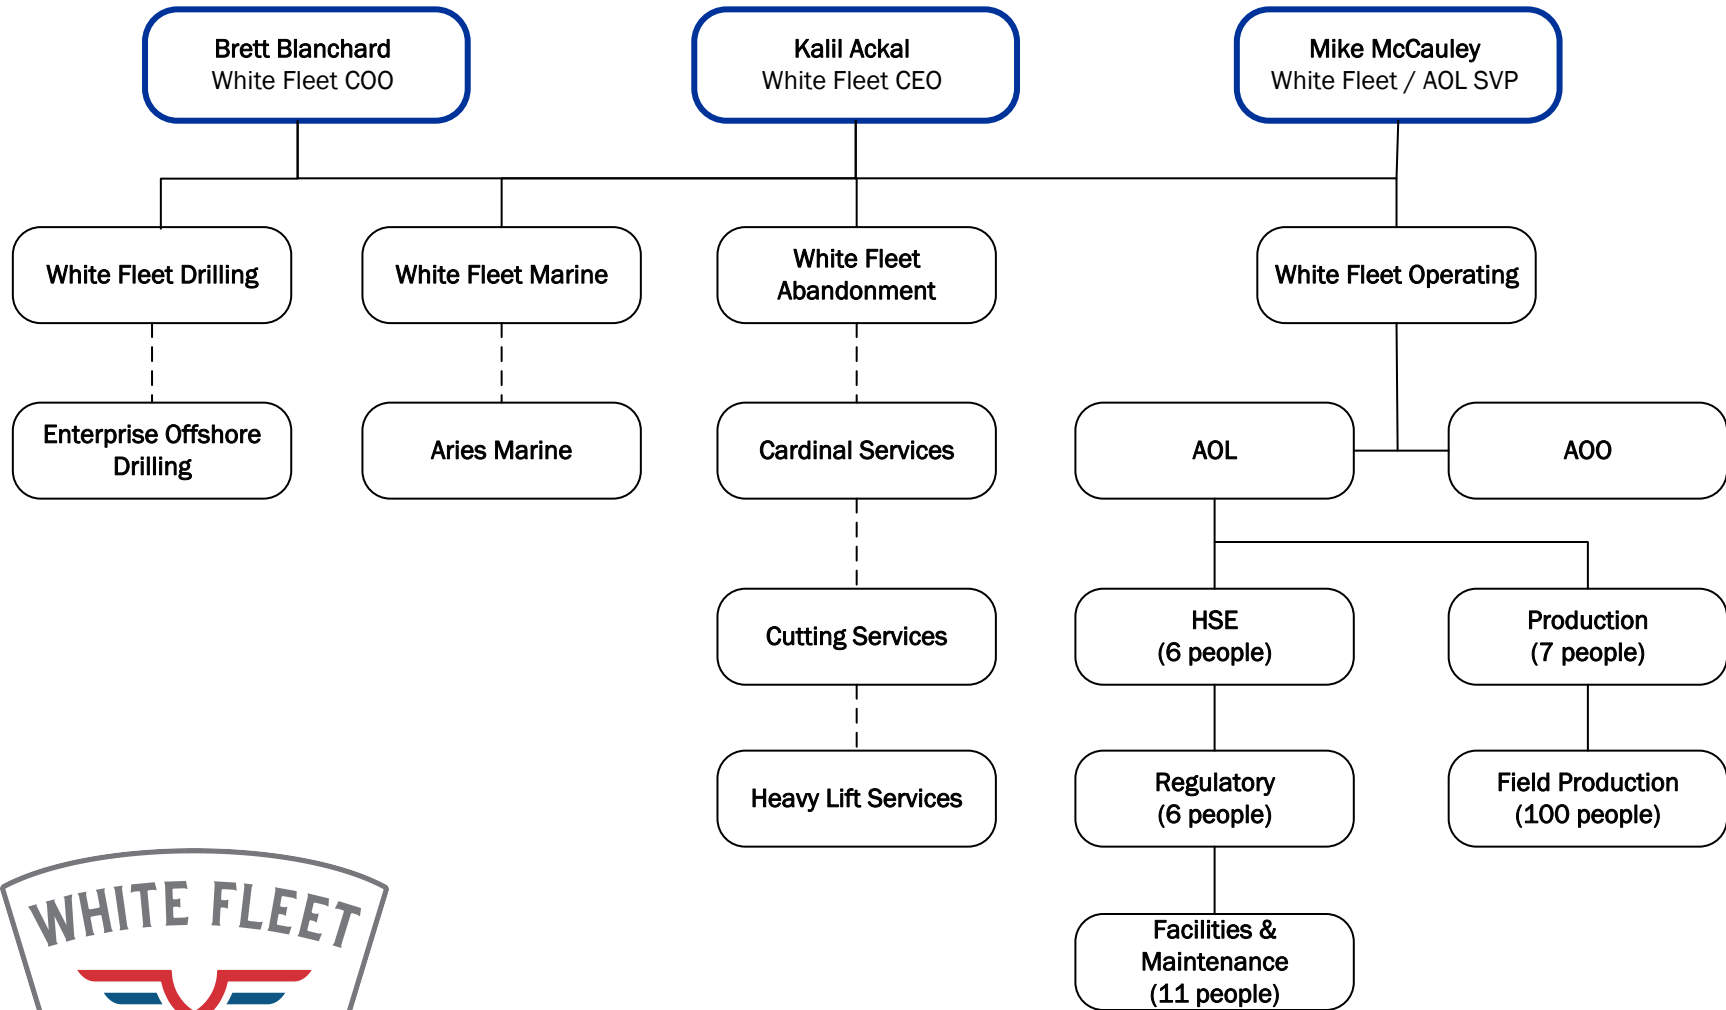 Brett Blanchard
White Fleet COO
Kalil Ackal
White Fleet CEO
Mike McCauley
White Fleet / AOL SVP
White Fleet Drilling
White Fleet Marine
White Fleet
Abandonment
White Fleet Operating
Enterprise Offshore
Drilling
Aries Marine
Cardinal Services
AOL
AOO
Cutting Services
HSE
(6 people)
Production
(7 people)
Heavy Lift Services
Regulatory
(6 people)
Field Production
(100 people)
Facilities &
Maintenance
(11 people)
WHITE FLEET